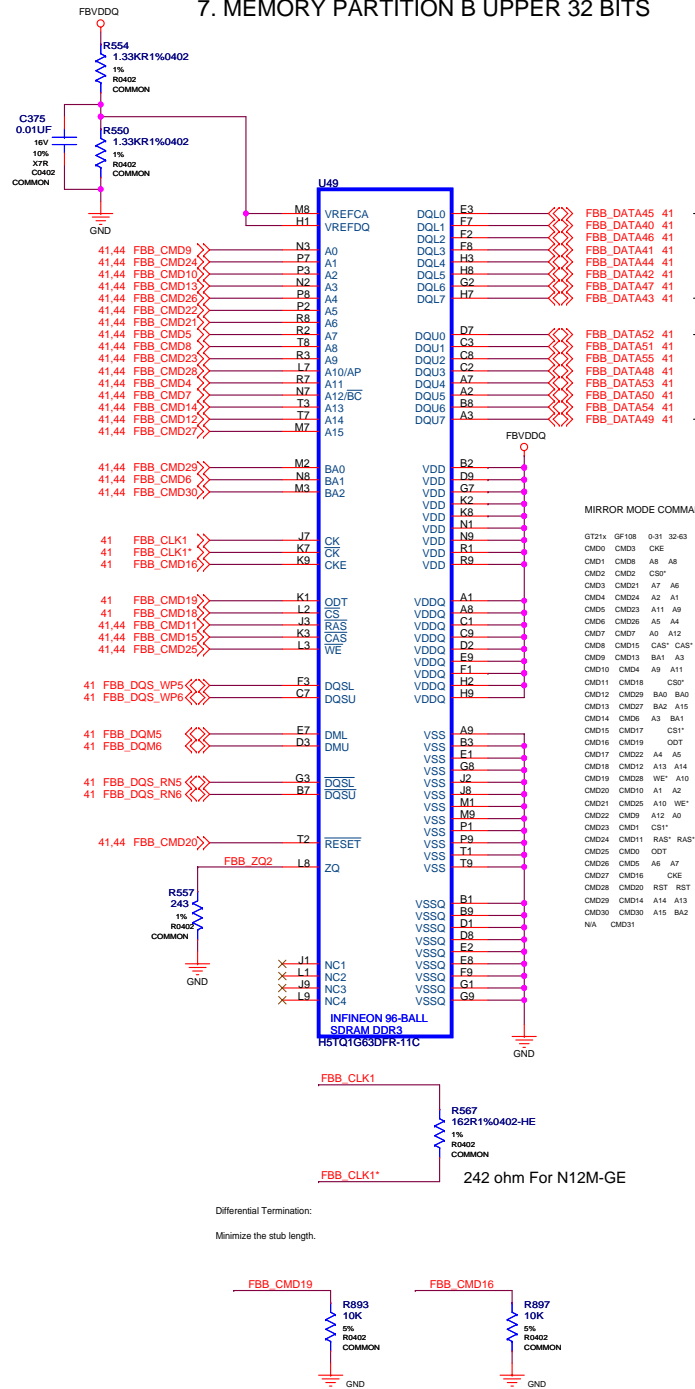 7. MEMORY PARTITION B UPPER 32 BITS
FBVDDQ
R554
1.33KR1%0402
1%
R0402
COMMON
C375
0.01UF
16V
10%
X7R
C0402
COMMON
R550
1.33KR1%0402
1%
R0402
COMMON
GND
U49
M8 VREFCA
H1 VREFDQ
41,44 FBB_CMD9 N3 A0
41,44 FBB_CMD24 P7 A1
41,44 FBB_CMD10 P3 A2
41,44 FBB_CMD13 N2 A3
41,44 FBB_CMD26 P8 A4
41,44 FBB_CMD22 P2 A5
41,44 FBB_CMD21 R8 A6
41,44 FBB_CMD5 R2 A7
41,44 FBB_CMD8 T8 A8
41,44 FBB_CMD23 R3 A9
41,44 FBB_CMD28 L7 A10/AP
41,44 FBB_CMD4 R7 A11
41,44 FBB_CMD7 N7 A12/BC
41,44 FBB_CMD14 T3 A13
41,44 FBB_CMD12 T7 A14
41,44 FBB_CMD27 M7 A15
41,44 FBB_CMD29 M2 BA0
41,44 FBB_CMD6 N8 BA1
41,44 FBB_CMD30 M3 BA2
41 FBB_CLK1 J7 CK
41 FBB_CLK1* K7 CK
41 FBB_CMD16 K9 CKE
41 FBB_CMD19 K1 ODT
41 FBB_CMD18 L2 CS
41,44 FBB_CMD11 J3 RAS
41,44 FBB_CMD15 K3 CAS
41,44 FBB_CMD25 L3 WE
41 FBB_DQS_WP5 F3 DQSL
41 FBB_DQS_WP6 C7 DQSU
41 FBB_DQM5 E7 DML
41 FBB_DQM6 D3 DMU
41 FBB_DQS_RN5 G3 DQSL
41 FBB_DQS_RN6 B7 DQSU
41,44 FBB_CMD20 T2 RESET
FBB_ZQ2 L8 ZQ
R557
243
1%
R0402
COMMON
GND
J1 NC1
L1 NC2
J9 NC3
L9 NC4
DQL0 E3 FBB_DATA45 41
DQL1 F7 FBB_DATA40 41
DQL2 F2 FBB_DATA46 41
DQL3 F8 FBB_DATA41 41
DQL4 H3 FBB_DATA44 41
DQL5 H8 FBB_DATA42 41
DQL6 G2 FBB_DATA47 41
DQL7 H7 FBB_DATA43 41
DQU0 D7 FBB_DATA52 41
DQU1 C3 FBB_DATA51 41
DQU2 C8 FBB_DATA55 41
DQU3 C2 FBB_DATA48 41
DQU4 A7 FBB_DATA53 41
DQU5 A2 FBB_DATA50 41
DQU6 B8 FBB_DATA54 41
DQU7 A3 FBB_DATA49 41
FBVDDQ
VDD B2
VDD D9
VDD G7
VDD K2
VDD K8
VDD N1
VDD N9
VDD R1
VDD R9
VDDQ A1
VDDQ A8
VDDQ C1
VDDQ C9
VDDQ D2
VDDQ E9
VDDQ F1
VDDQ H2
VDDQ H9
VSS A9
VSS B3
VSS E1
VSS G8
VSS J2
VSS J8
VSS M1
VSS M9
VSS P1
VSS P9
VSS T1
VSS T9
VSSQ B1
VSSQ B9
VSSQ D1
VSSQ D8
VSSQ E2
VSSQ E8
VSSQ F9
VSSQ G1
VSSQ G9
GND
INFINEON 96-BALL
SDRAM DDR3
H5TQ1G63DFR-11C
MIRROR MODE COMMA
GT21x GF108 0-31 32-63
CMD0 CMD3 CKE
CMD1 CMD8 A8 A8
CMD2 CMD2 CS0*
CMD3 CMD21 A7 A6
CMD4 CMD24 A2 A1
CMD5 CMD23 A11 A9
CMD6 CMD26 A5 A4
CMD7 CMD7 A0 A12
CMD8 CMD15 CAS* CAS*
CMD9 CMD13 BA1 A3
CMD10 CMD4 A9 A11
CMD11 CMD18 CS0*
CMD12 CMD29 BA0 BA0
CMD13 CMD27 BA2 A15
CMD14 CMD6 A3 BA1
CMD15 CMD17 CS1*
CMD16 CMD19 ODT
CMD17 CMD22 A4 A5
CMD18 CMD12 A13 A14
CMD19 CMD28 WE* A10
CMD20 CMD10 A1 A2
CMD21 CMD25 A10 WE*
CMD22 CMD9 A12 A0
CMD23 CMD1 CS1*
CMD24 CMD11 RAS* RAS*
CMD25 CMD0 ODT
CMD26 CMD5 A6 A7
CMD27 CMD16 CKE
CMD28 CMD20 RST RST
CMD29 CMD14 A14 A13
CMD30 CMD30 A15 BA2
N/A CMD31
FBB_CLK1
R567
162R1%0402-HE
1%
R0402
COMMON
FBB_CLK1*
242 ohm For N12M-GE
Differential Termination:
Minimize the stub length.
FBB_CMD19
R893
10K
5%
R0402
COMMON
GND
FBB_CMD16
R897
10K
5%
R0402
COMMON
GND